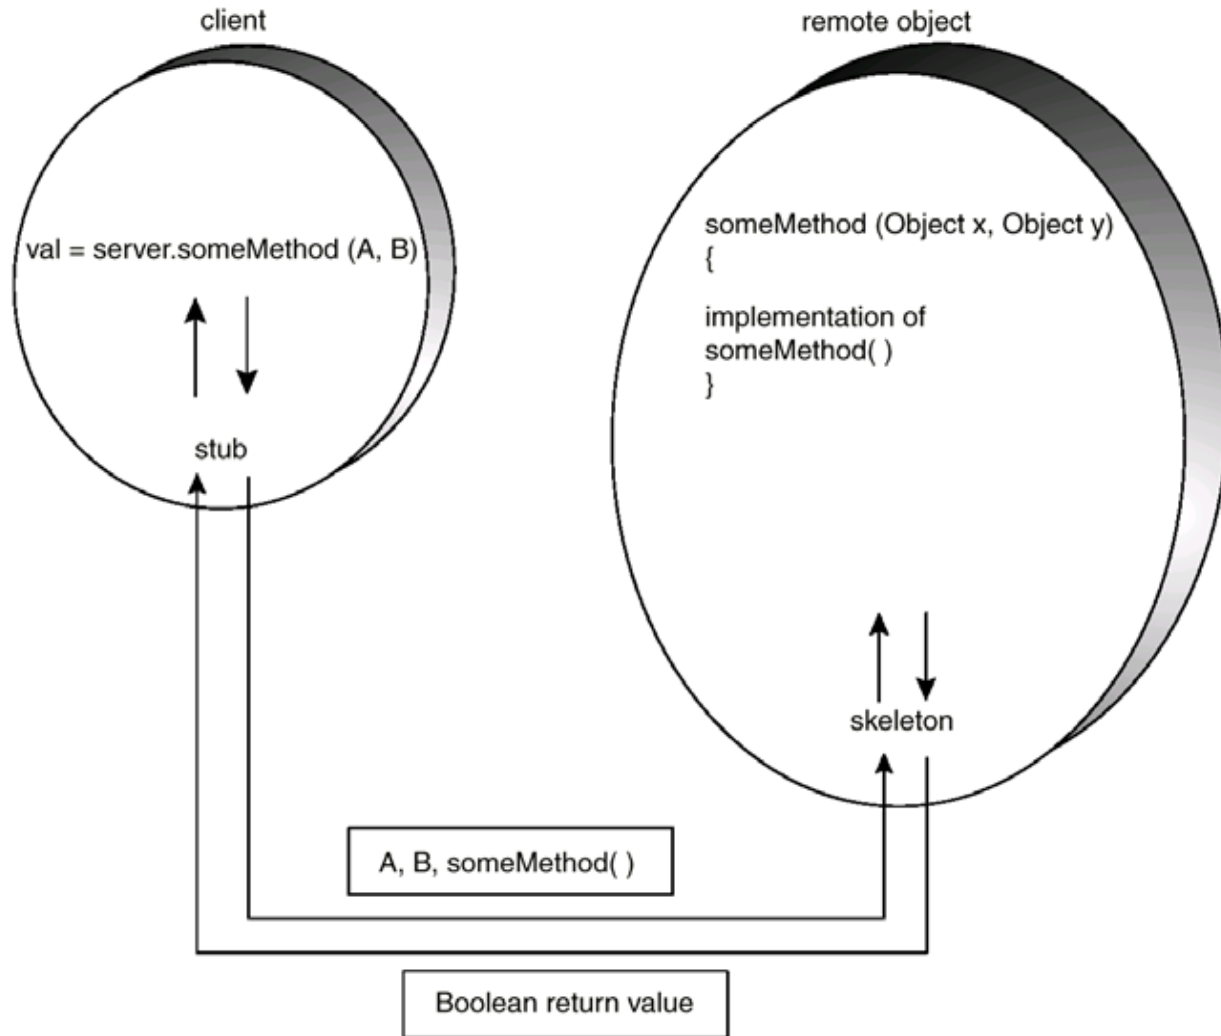 client
remote object
val = server.someMethod (A, B)
stub
someMethod (Object x, Object y)
{
implementation of
someMethod( )
}
skeleton
A, B, someMethod( )
Boolean return value